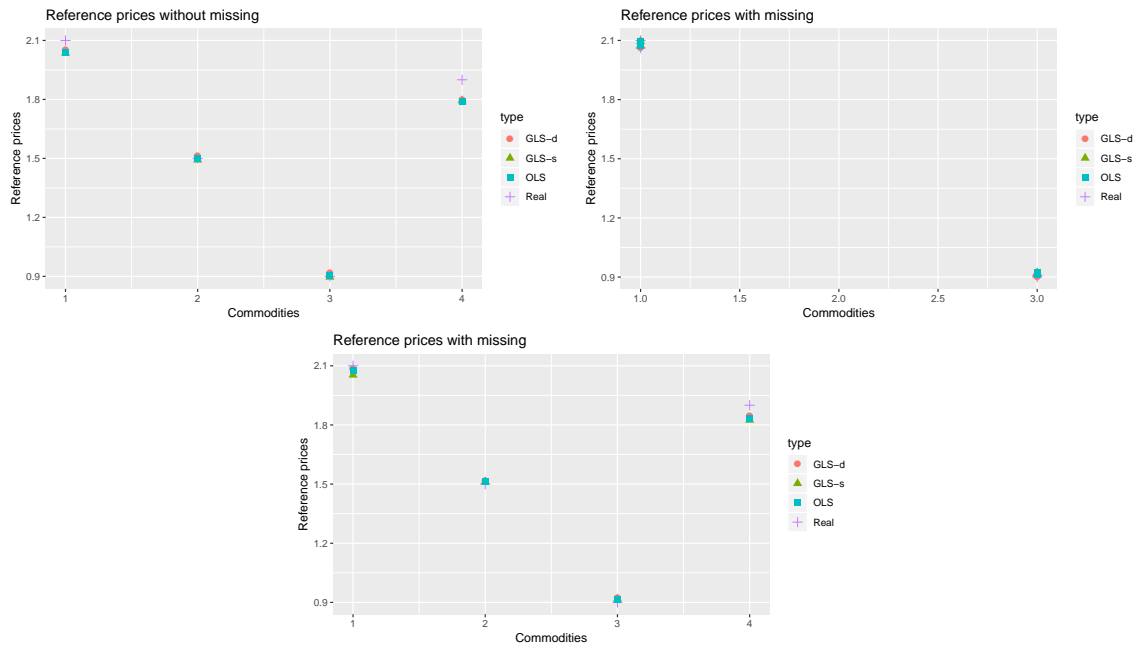 Reference prices without missing
Reference prices
2.1
1.8
1.5
1.2
0.9
1 2 3 4
Commodities
type
GLS−d
GLS−s
OLS
Real
Reference prices with missing
Reference prices
2.1
1.8
1.5
1.2
0.9
1.0 1.5 2.0 2.5 3.0
Commodities
type
GLS−d
GLS−s
OLS
Real
Reference prices with missing
Reference prices
2.1
1.8
1.5
1.2
0.9
1 2 3 4
Commodities
type
GLS−d
GLS−s
OLS
Real